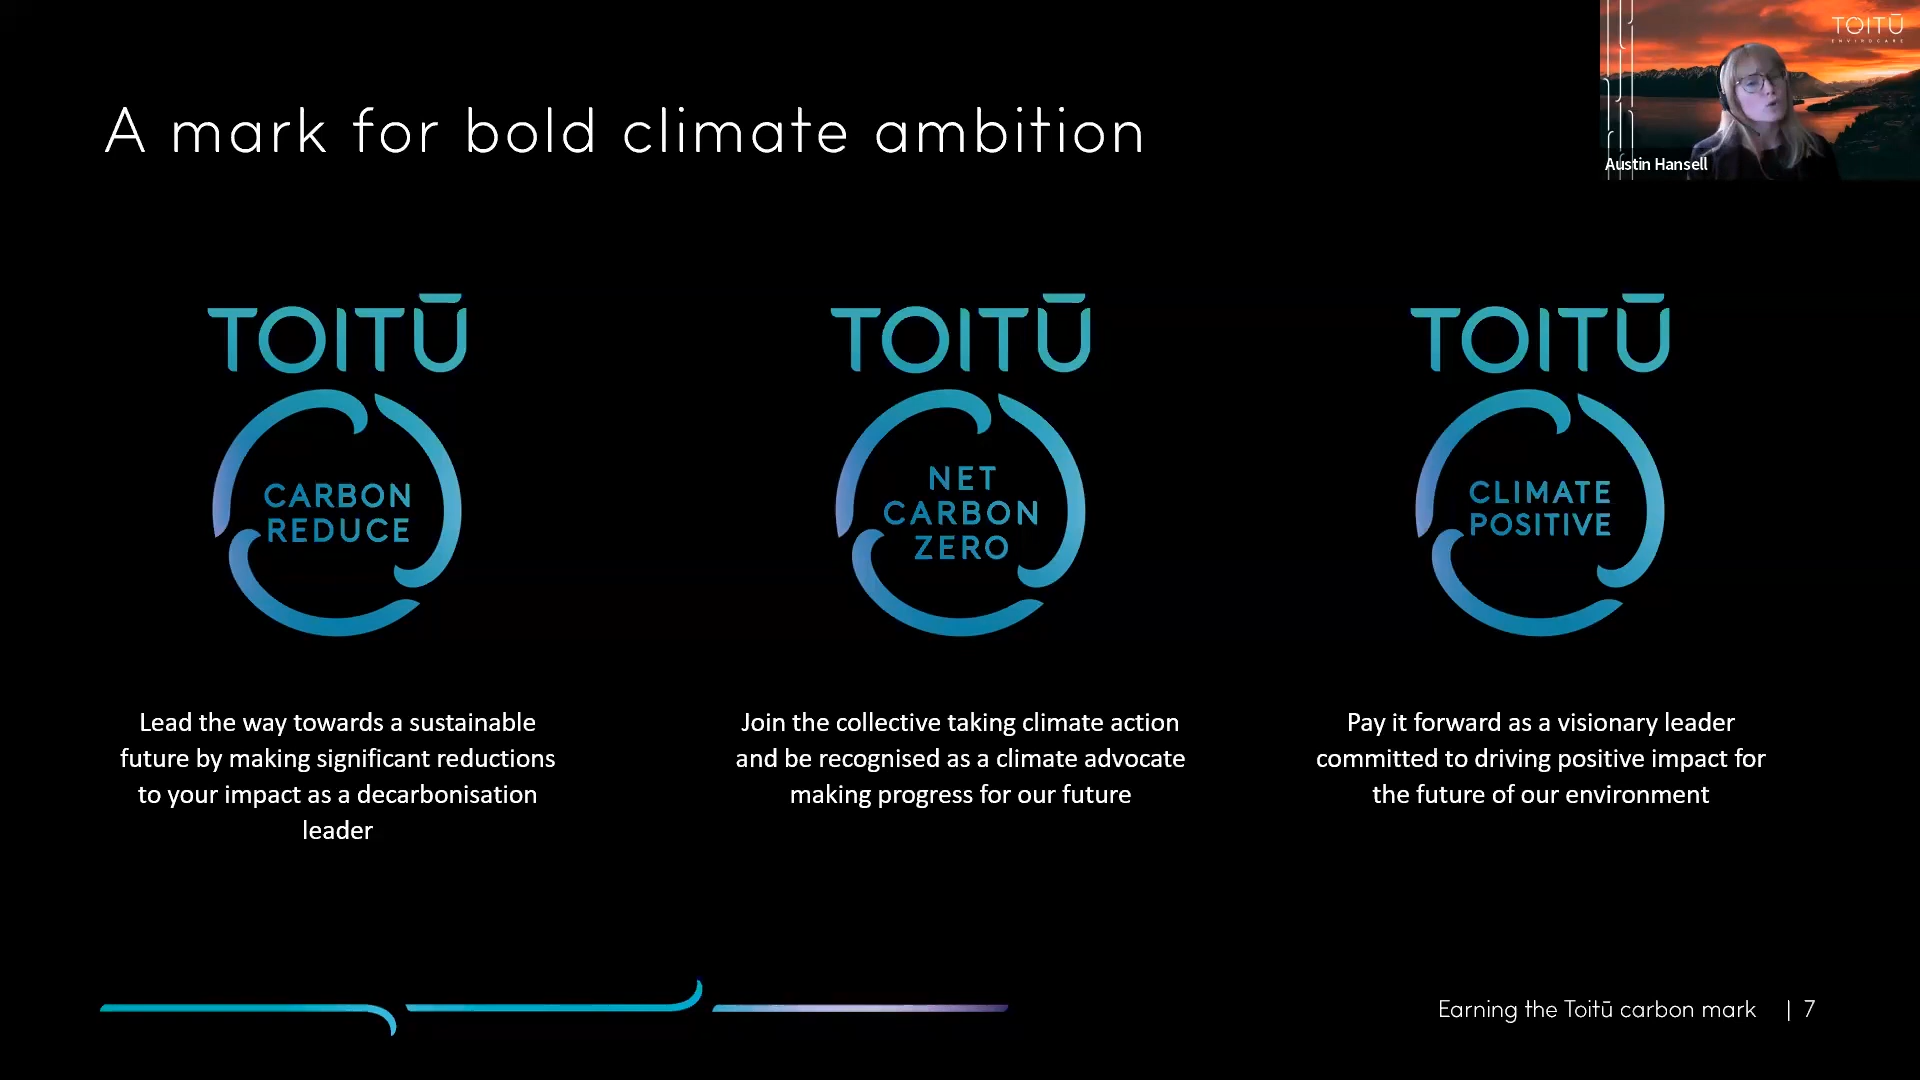 TOITŪ
ENVIROCARE
Austin Hansell
A mark for bold climate ambition
TOITŪ
CARBON
REDUCE
Lead the way towards a sustainable
future by making significant reductions
to your impact as a decarbonisation
leader
TOITŪ
NET
CARBON
ZERO
Join the collective taking climate action
and be recognised as a climate advocate
making progress for our future
TOITŪ
CLIMATE
POSITIVE
Pay it forward as a visionary leader
committed to driving positive impact for
the future of our environment
Earning the Toitū carbon mark | 7